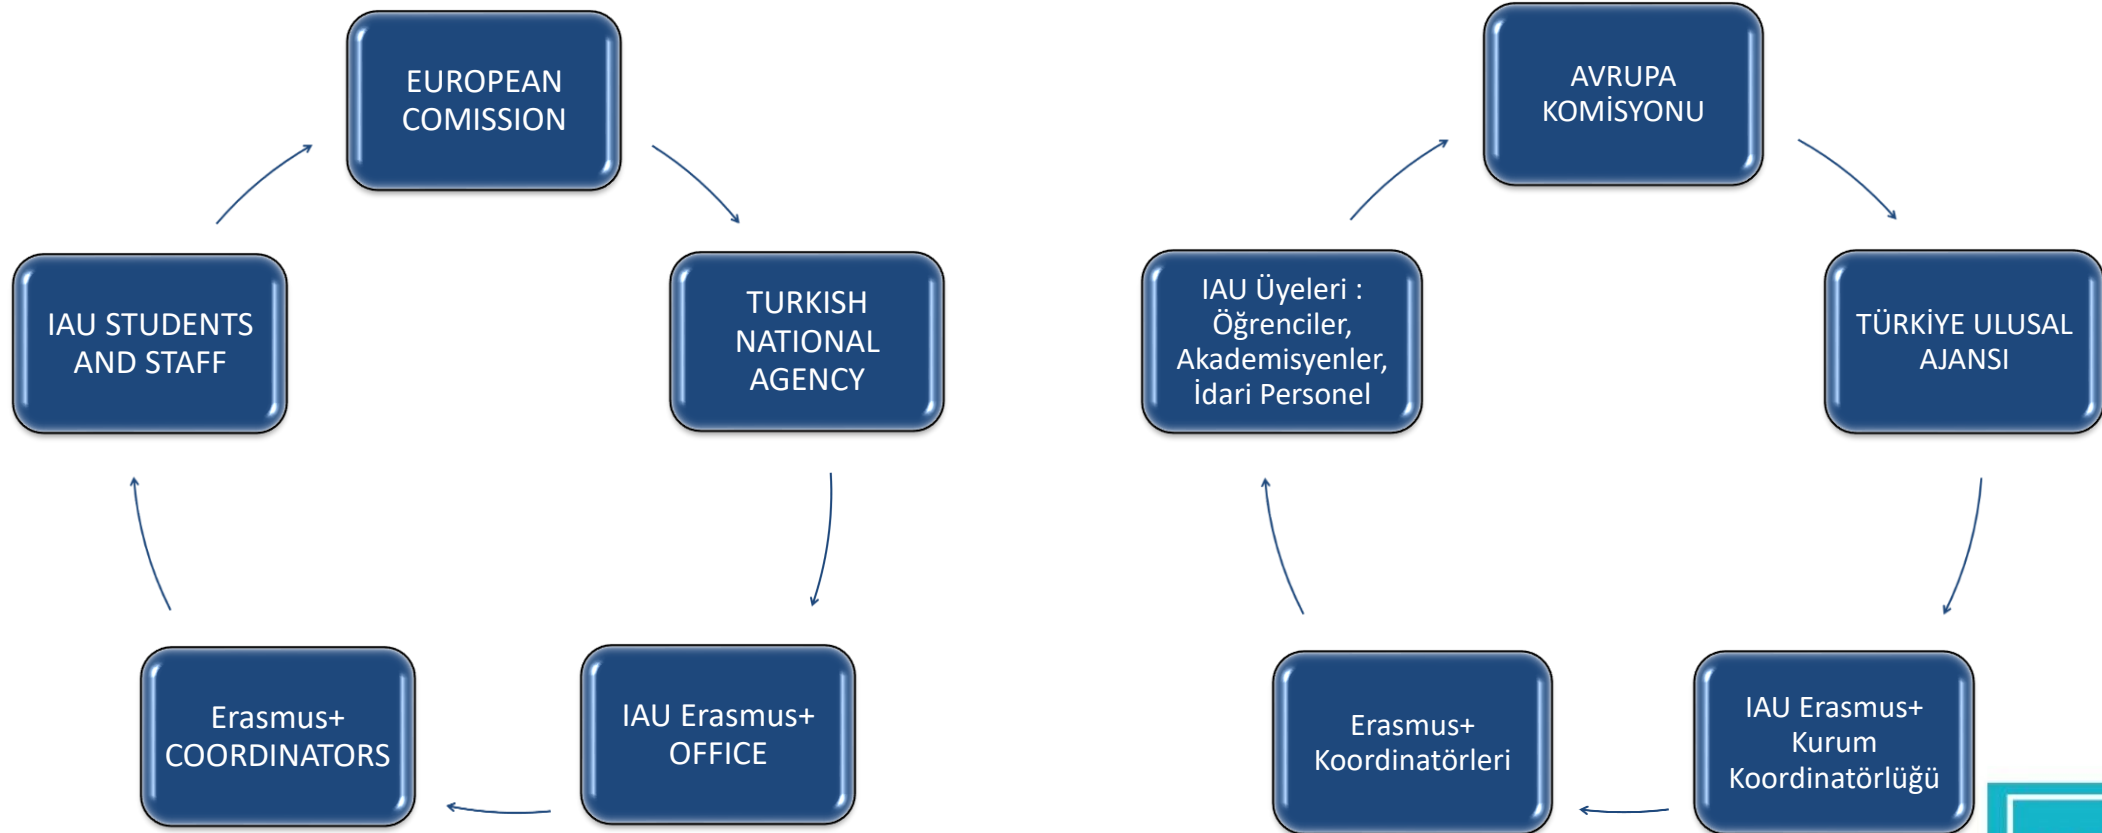 EUROPEAN
COMISSION
TURKISH
NATIONAL
AGENCY
IAU Erasmus+
OFFICE
Erasmus+
COORDINATORS
IAU STUDENTS
AND STAFF
AVRUPA
KOMİSYONU
TÜRKİYE ULUSAL
AJANSI
IAU Erasmus+
Kurum
Koordinatörlüğü
Erasmus+
Koordinatörleri
IAU Üyeleri :
Öğrenciler,
Akademisyenler,
İdari Personel